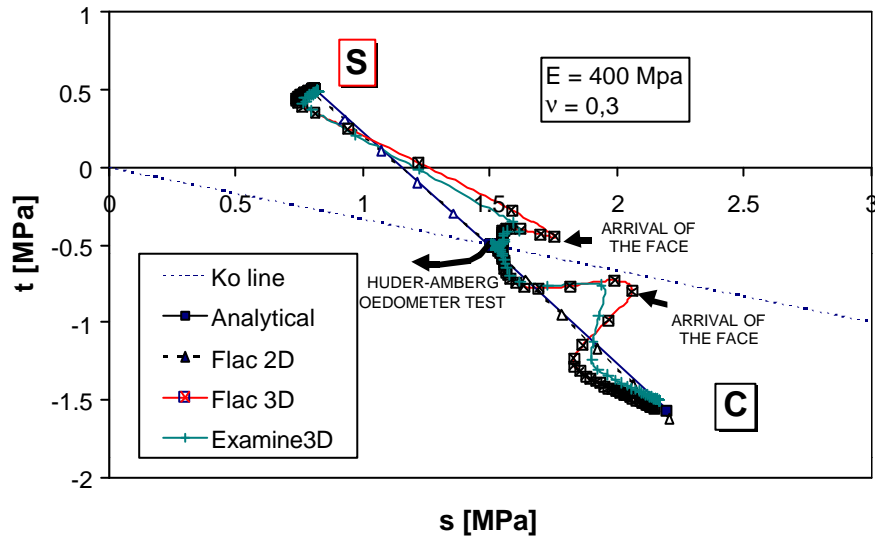 1
0.5
0
-0.5
-1
-1.5
-2
t [MPa]
0
0.5
1
1.5
2
2.5
3
s [MPa]
S
E = 400 Mpa
ν = 0,3
ARRIVAL OF
THE FACE
HUDER-AMBERG
OEDOMETER TEST
ARRIVAL OF
THE FACE
C
Ko line
Analytical
Flac 2D
Flac 3D
Examine3D